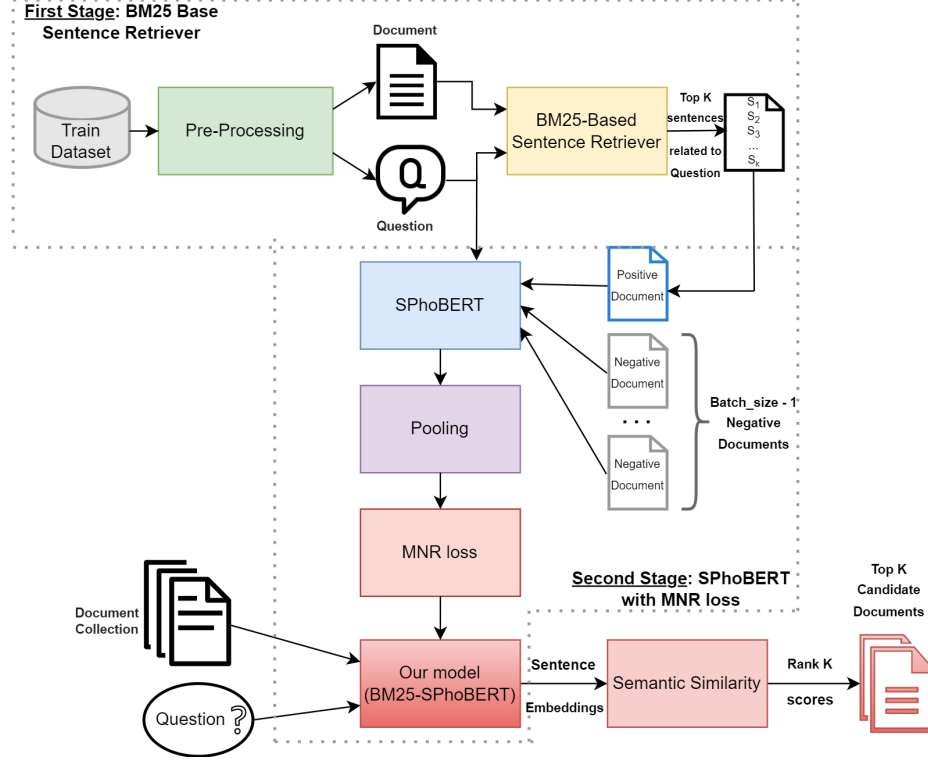 First Stage: BM25 Base
Sentence Retriever
Document
Train
Dataset
Pre-Processing
BM25-Based
Sentence Retriever
Top K
sentences
related to
Question
S1
S2
S3
...
Sk
Q
Question
SPhoBERT
Positive
Document
Negative
Document
...
Negative
Document
Batch_size - 1
Negative
Documents
Pooling
MNR loss
Second Stage: SPhoBERT
with MNR loss
Document
Collection
Question ?
Our model
(BM25-SPhoBERT)
Sentence
Embeddings
Semantic Similarity
Rank K
scores
Top K
Candidate
Documents